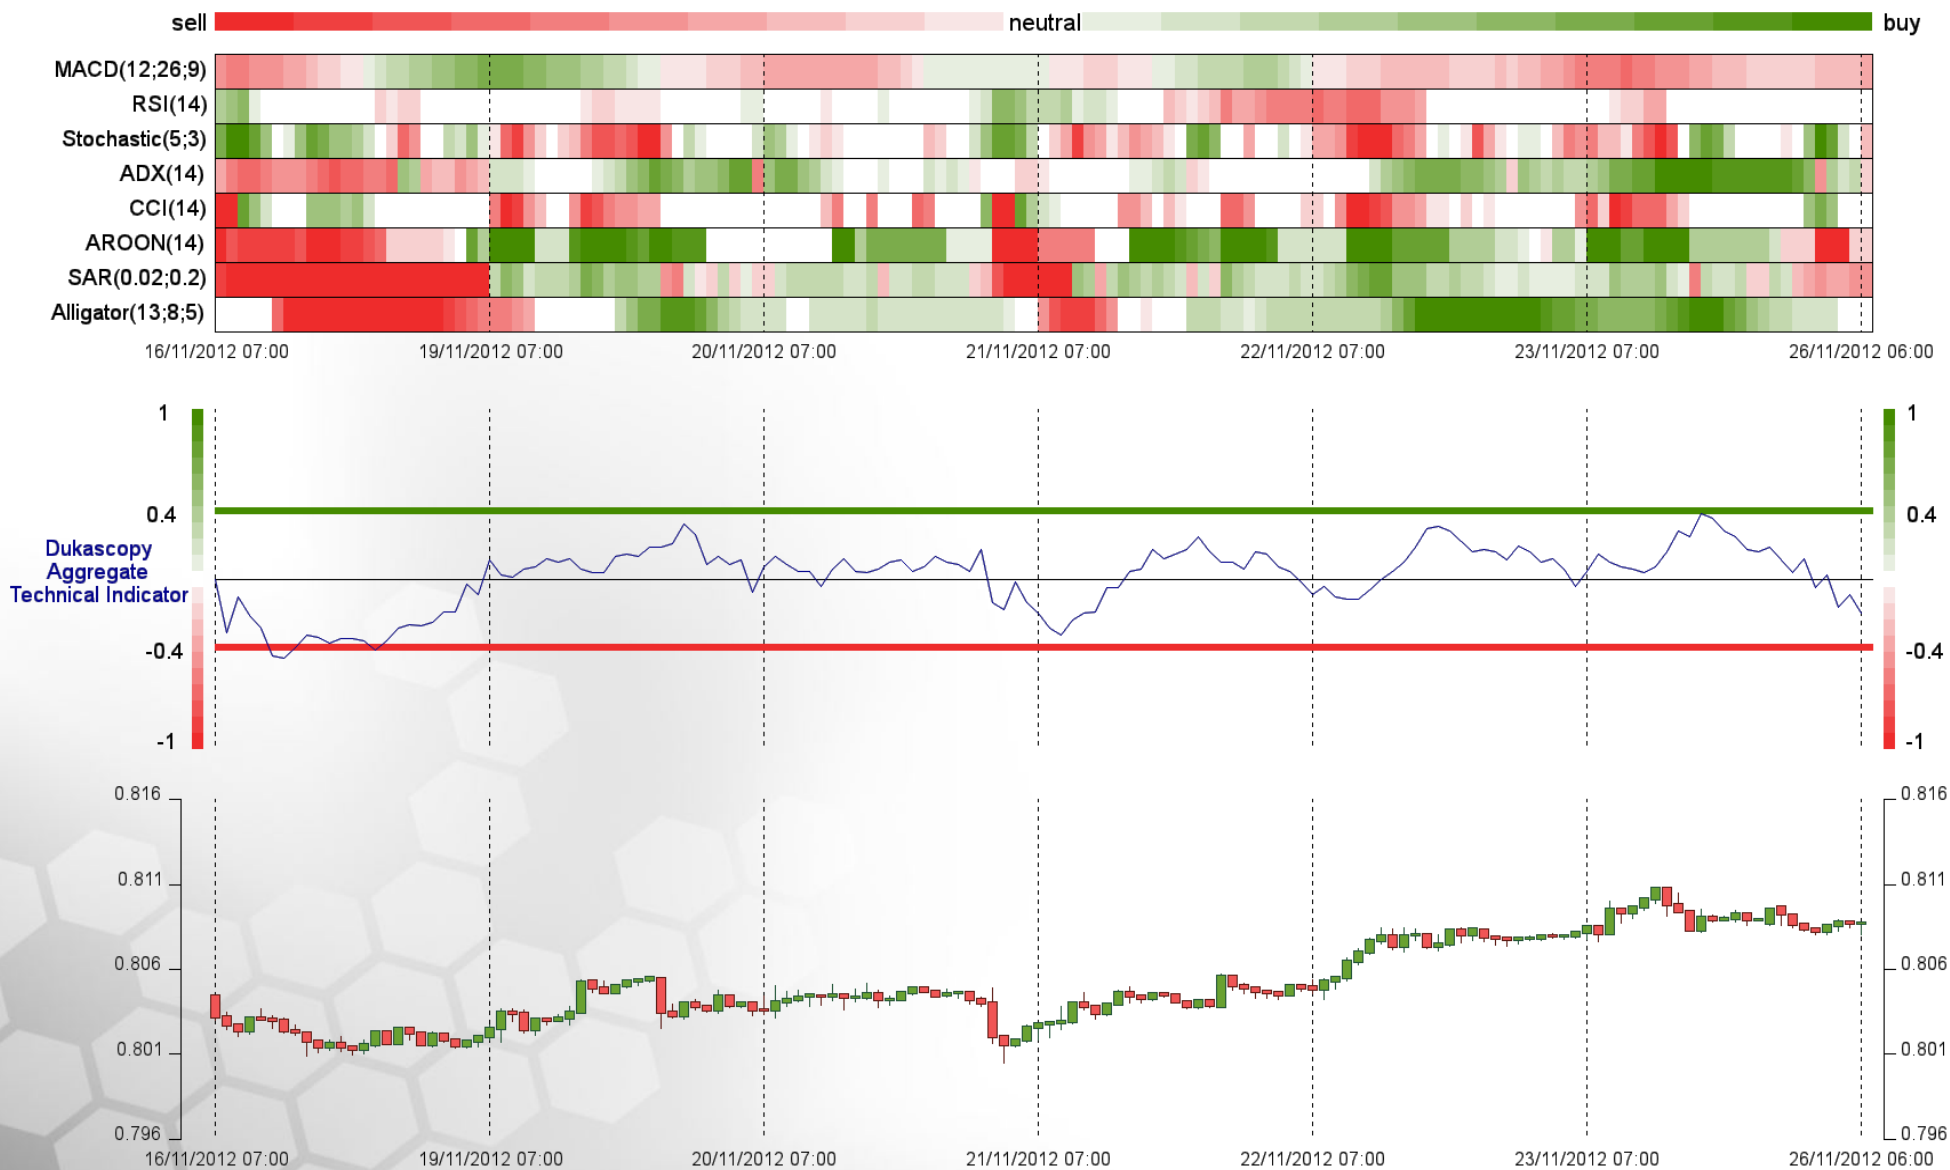 sell neutral buy
MACD(12;26;9)
RSI(14)
Stochastic(5;3)
ADX(14)
CCI(14)
AROON(14)
SAR(0.02;0.2)
Alligator(13;8;5)
16/11/2012 07:00 19/11/2012 07:00 20/11/2012 07:00 21/11/2012 07:00 22/11/2012 07:00 23/11/2012 07:00 26/11/2012 06:00
1 1
0.4 0.4
Dukascopy
Aggregate
Technical Indicator
-0.4 -0.4
-1 -1
0.816 0.816
0.811 0.811
0.806 0.806
0.801 0.801
0.796 0.796
16/11/2012 07:00 19/11/2012 07:00 20/11/2012 07:00 21/11/2012 07:00 22/11/2012 07:00 23/11/2012 07:00 26/11/2012 06:00